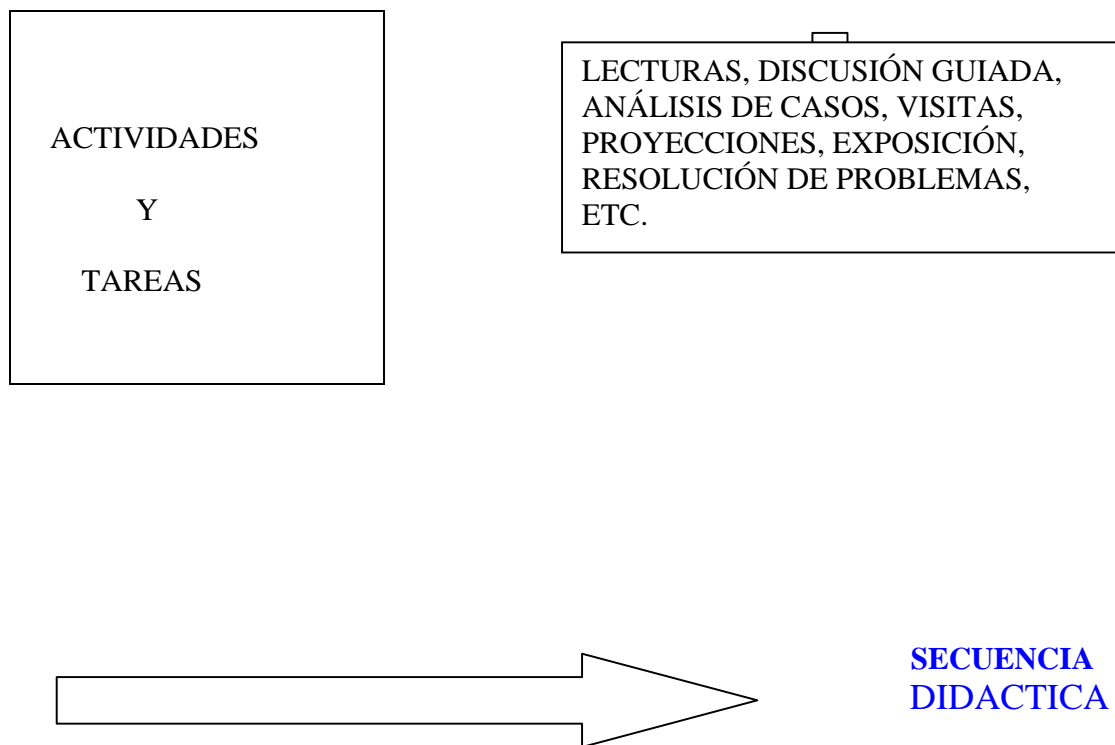 ACTIVIDADES
Y
TAREAS
LECTURAS, DISCUSIÓN GUIADA,
ANÁLISIS DE CASOS, VISITAS,
PROYECCIONES, EXPOSICIÓN,
RESOLUCIÓN DE PROBLEMAS,
ETC.
SECUENCIA
DIDACTICA